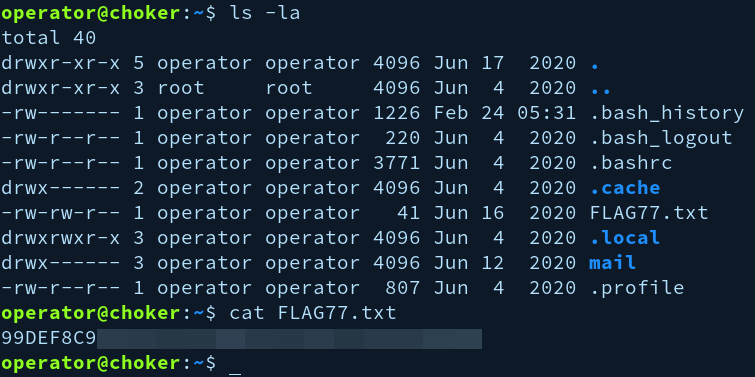 operator@choker:~$ ls -la
total 40
drwxr-xr-x 5 operator operator 4096 Jun 17  2020 .
drwxr-xr-x 3 root     root     4096 Jun  4  2020 ..
-rw------- 1 operator operator 1226 Feb 24 05:31 .bash_history
-rw-r--r-- 1 operator operator  220 Jun  4  2020 .bash_logout
-rw-r--r-- 1 operator operator 3771 Jun  4  2020 .bashrc
drwx------ 2 operator operator 4096 Jun  4  2020 .cache
-rw-rw-r-- 1 operator operator   41 Jun 16  2020 FLAG77.txt
drwxrwxr-x 3 operator operator 4096 Jun  4  2020 .local
drwx------ 3 operator operator 4096 Jun 12  2020 mail
-rw-r--r-- 1 operator operator  807 Jun  4  2020 .profile
operator@choker:~$ cat FLAG77.txt
99DEF8C9
operator@choker:~$ _